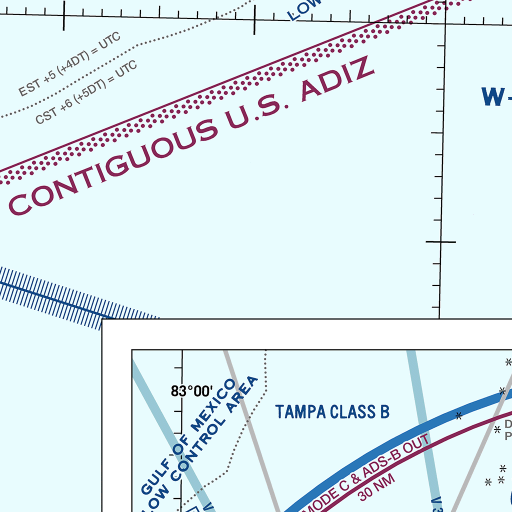 LOW
EST +5 (+4DT) = UTC
CST +6 (+5DT) = UTC
CONTIGUOUS U.S. ADIZ
W-
83°00'
GULF OF MEXICO
LOW CONTROL AREA
TAMPA CLASS B
MODE C & ADS-B OUT
30 NM
V
V 3
D
P